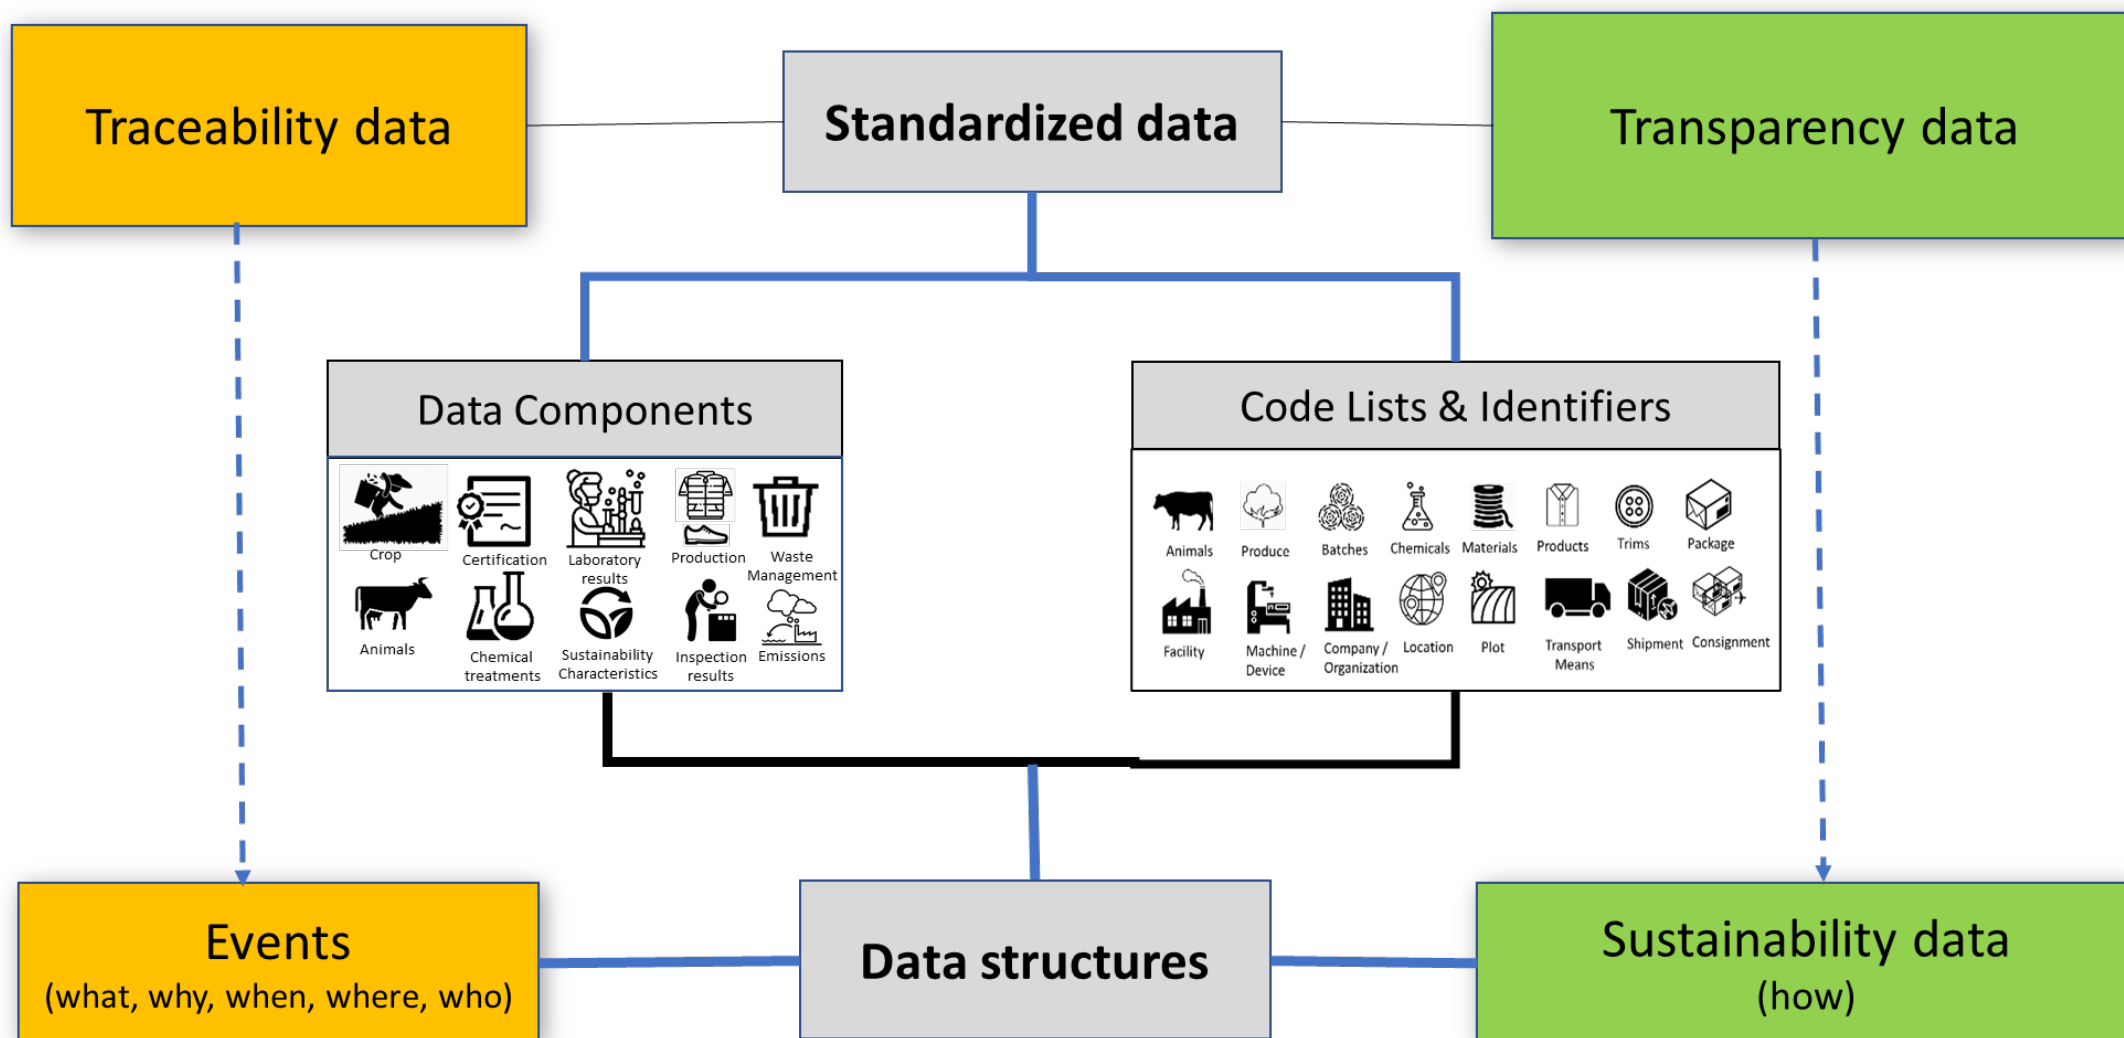 Traceability data
Standardized data
Transparency data
Data Components
Crop
Certification
Laboratory
results
Production
Waste
Management
Animals
Chemical
treatments
Sustainability
Characteristics
Inspection
results
Emissions
Code Lists & Identifiers
Animals
Produce
Batches
Chemicals
Materials
Products
Trims
Package
Facility
Machine /
Device
Company /
Organization
Location
Plot
Transport
Means
Shipment
Consignment
Events
(what, why, when, where, who)
Data structures
Sustainability data
(how)